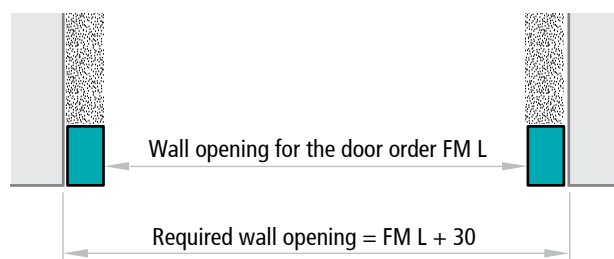 Wall opening for the door order FM L
Required wall opening = FM L + 30